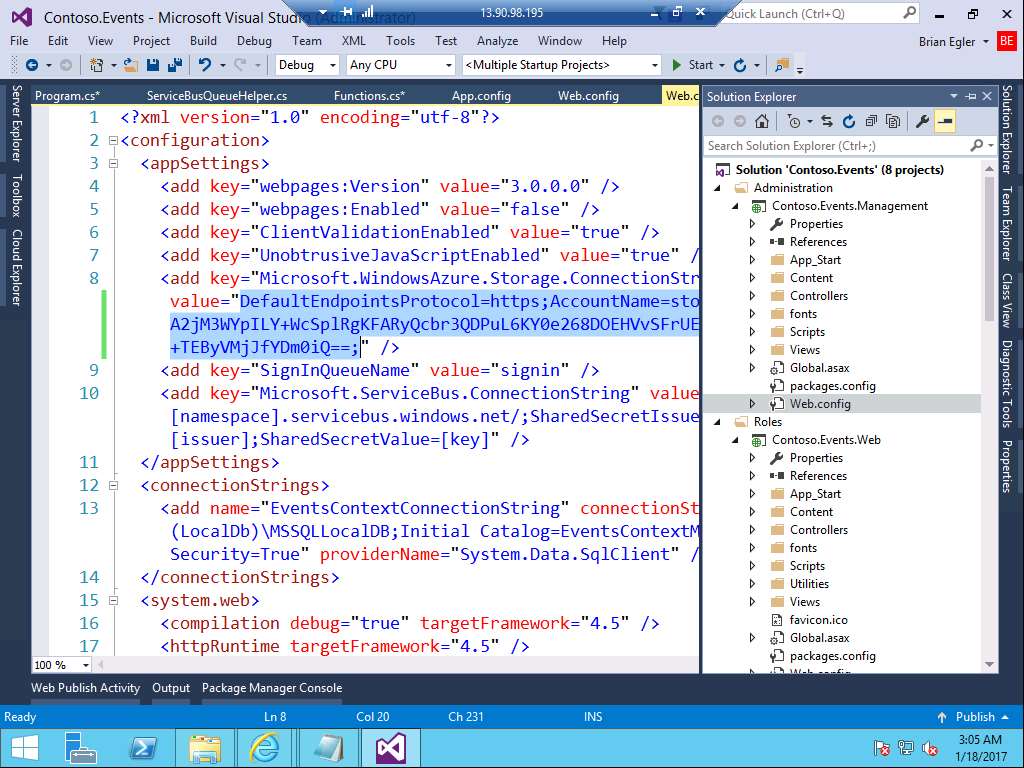 Contoso.Events - Microsoft Visual Studio (Administrator)
13.90.98.195
Quick Launch (Ctrl+Q)
File Edit View Project Build Debug Team XML Tools Test Analyze Window Help
Brian Egler
BE
Debug Any CPU <Multiple Startup Projects> Start
Server Explorer
Toolbox
Cloud Explorer
Program.cs* ServiceBusQueueHelper.cs Functions.cs* App.config Web.config Web.c
1 <?xml version="1.0" encoding="utf-8"?>
2 <configuration>
3 <appSettings>
4 <add key="webpages:Version" value="3.0.0.0" />
5 <add key="webpages:Enabled" value="false" />
6 <add key="ClientValidationEnabled" value="true" />
7 <add key="UnobtrusiveJavaScriptEnabled" value="true" /
8 <add key="Microsoft.WindowsAzure.Storage.ConnectionStr
value="DefaultEndpointsProtocol=https;AccountName=sto
A2jM3WYpILY+WcSplRgKFARyQcbr3QDPuL6KY0e268DOEHVvSFrUE
+TEByVMjJfYDm0iQ==;" />
9 <add key="SignInQueueName" value="signin" />
10 <add key="Microsoft.ServiceBus.ConnectionString" value
[namespace].servicebus.windows.net/;SharedSecretIssue
[issuer];SharedSecretValue=[key]" />
11 </appSettings>
12 <connectionStrings>
13 <add name="EventsContextConnectionString" connectionSt
(LocalDb)\MSSQLLocalDB;Initial Catalog=EventsContextM
Security=True" providerName="System.Data.SqlClient" /
14 </connectionStrings>
15 <system.web>
16 <compilation debug="true" targetFramework="4.5" />
17 <httpRuntime targetFramework="4.5" />
100 %
Solution Explorer
Search Solution Explorer (Ctrl+;)
Solution 'Contoso.Events' (8 projects)
Administration
Contoso.Events.Management
Properties
References
App_Start
Content
Controllers
fonts
Scripts
Views
Global.asax
packages.config
Web.config
Roles
Contoso.Events.Web
Properties
References
App_Start
Content
Controllers
fonts
Scripts
Utilities
Views
favicon.ico
Global.asax
packages.config
Web.config
Solution Explorer
Team Explorer
Class View
Diagnostic Tools
Properties
Web Publish Activity Output Package Manager Console
Ready Ln 8 Col 20 Ch 231 INS Publish
3:05 AM
1/18/2017